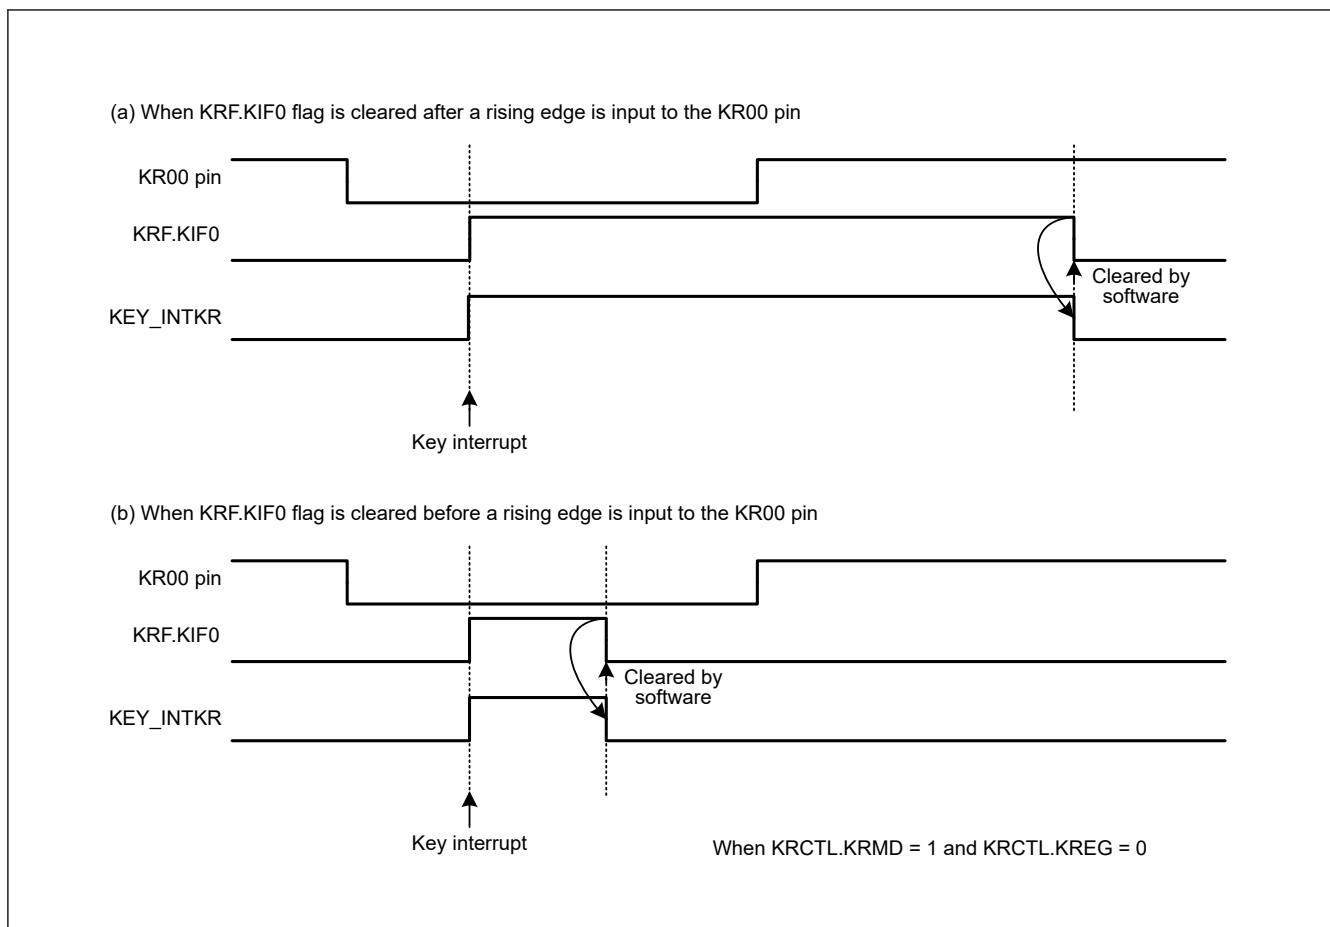 (a) When KRF.KIF0 flag is cleared after a rising edge is input to the KR00 pin
KR00 pin
KRF.KIF0
Cleared by
software
KEY_INTKR
Key interrupt
(b) When KRF.KIF0 flag is cleared before a rising edge is input to the KR00 pin
KR00 pin
KRF.KIF0
Cleared by
software
KEY_INTKR
Key interrupt
When KRCTL.KRMD = 1 and KRCTL.KREG = 0